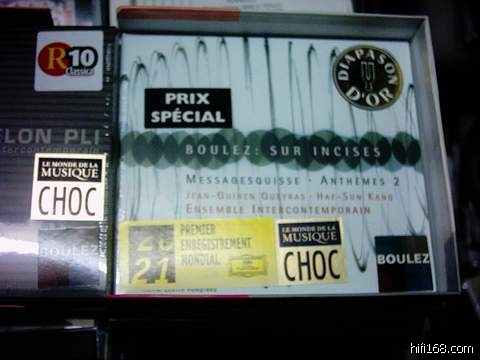 R10
Classica
ELON PLI
intercontemporain
LE MONDE DE LA
MUSIQUE
CHOC
BOULEZ
DIAPASON
D'OR
PRIX
SPÉCIAL
BOULEZ: SUR INCISES
MESSAGESQUISSE · ANTHÈMES 2
JEAN-GUIHEN QUEYRAS · HAE-SUN KANG
ENSEMBLE INTERCONTEMPORAIN
20
21
PREMIER
ENREGISTREMENT
MONDIAL
LE MONDE DE LA
MUSIQUE
CHOC
BOULEZ
hifi168.com